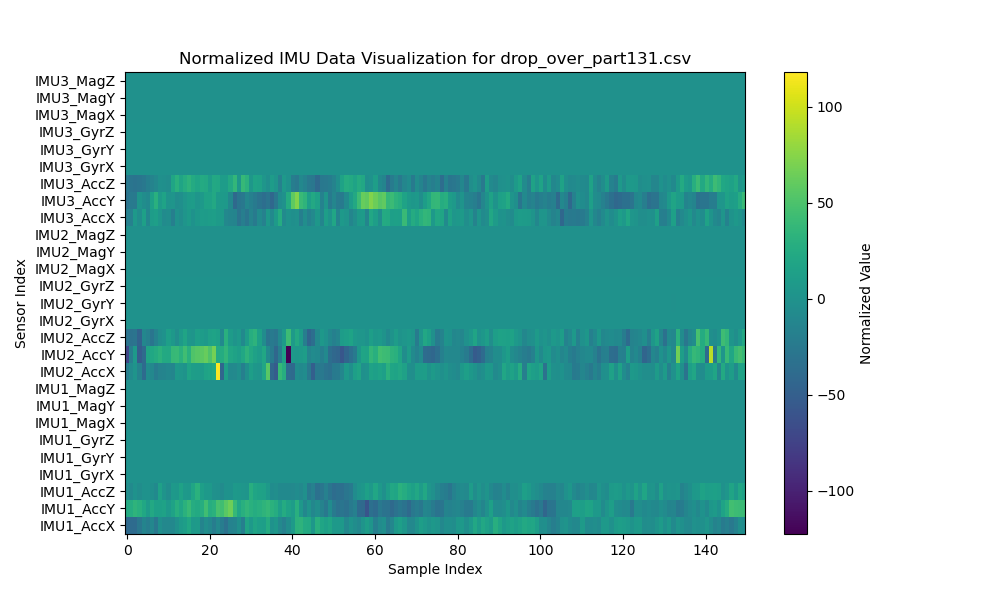 Normalized IMU Data Visualization for drop_over_part131.csv
IMU3_MagZ
IMU3_MagY
IMU3_MagX
IMU3_GyrZ
IMU3_GyrY
IMU3_GyrX
IMU3_AccZ
IMU3_AccY
IMU3_AccX
IMU2_MagZ
IMU2_MagY
IMU2_MagX
IMU2_GyrZ
IMU2_GyrY
IMU2_GyrX
IMU2_AccZ
IMU2_AccY
IMU2_AccX
IMU1_MagZ
IMU1_MagY
IMU1_MagX
IMU1_GyrZ
IMU1_GyrY
IMU1_GyrX
IMU1_AccZ
IMU1_AccY
IMU1_AccX
Sensor Index
0 20 40 60 80 100 120 140
Sample Index
100
50
0
−50
−100
Normalized Value